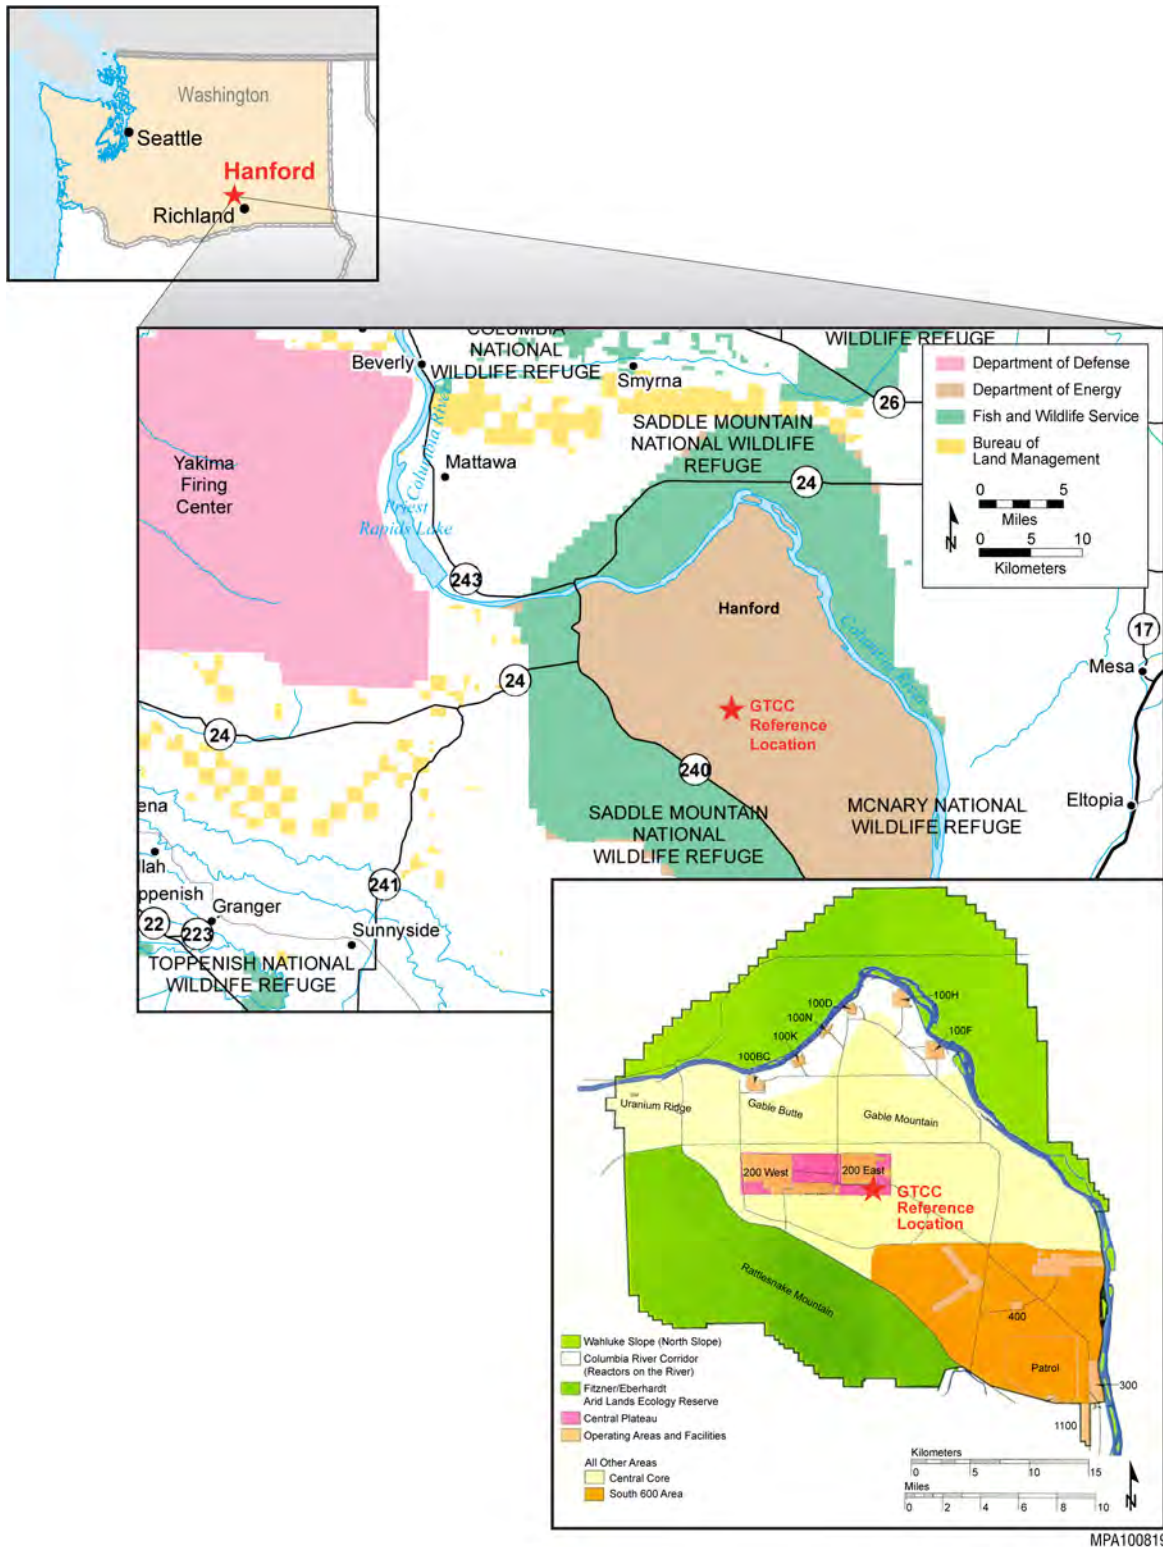 Washington
Seattle
Hanford
Richland
COLUMBIA
NATIONAL
WILDLIFE REFUGE
WILDLIFE REFUGE
Beverly
Smyrna
26
Department of Defense
Department of Energy
Fish and Wildlife Service
Bureau of
Land Management
0 5
Miles
N
0 5 10
Kilometers
SADDLE MOUNTAIN
NATIONAL WILDLIFE
REFUGE
24
Yakima
Firing
Center
Columbia River
Mattawa
Priest
Rapids Lake
243
Hanford
Columbia River
17
Mesa
24
GTCC
Reference
Location
24
240
Eltopia
MCNARY NATIONAL
WILDLIFE REFUGE
SADDLE MOUNTAIN
NATIONAL
WILDLIFE REFUGE
ena
llah
ppenish
241
Granger
22
223
Sunnyside
TOPPENISH NATIONAL
WILDLIFE REFUGE
100H
100D
100N
100F
100K
100BC
Uranium Ridge
Gable Butte
Gable Mountain
200 West
200 East
GTCC
Reference
Location
Rattlesnake Mountain
400
Patrol
300
1100
Wahluke Slope (North Slope)
Columbia River Corridor
(Reactors on the River)
Fitzner/Eberhardt
Arid Lands Ecology Reserve
Central Plateau
Operating Areas and Facilities
All Other Areas
Central Core
South 600 Area
Kilometers
0 5 10 15
Miles
0 2 4 6 8 10
N
MPA100819